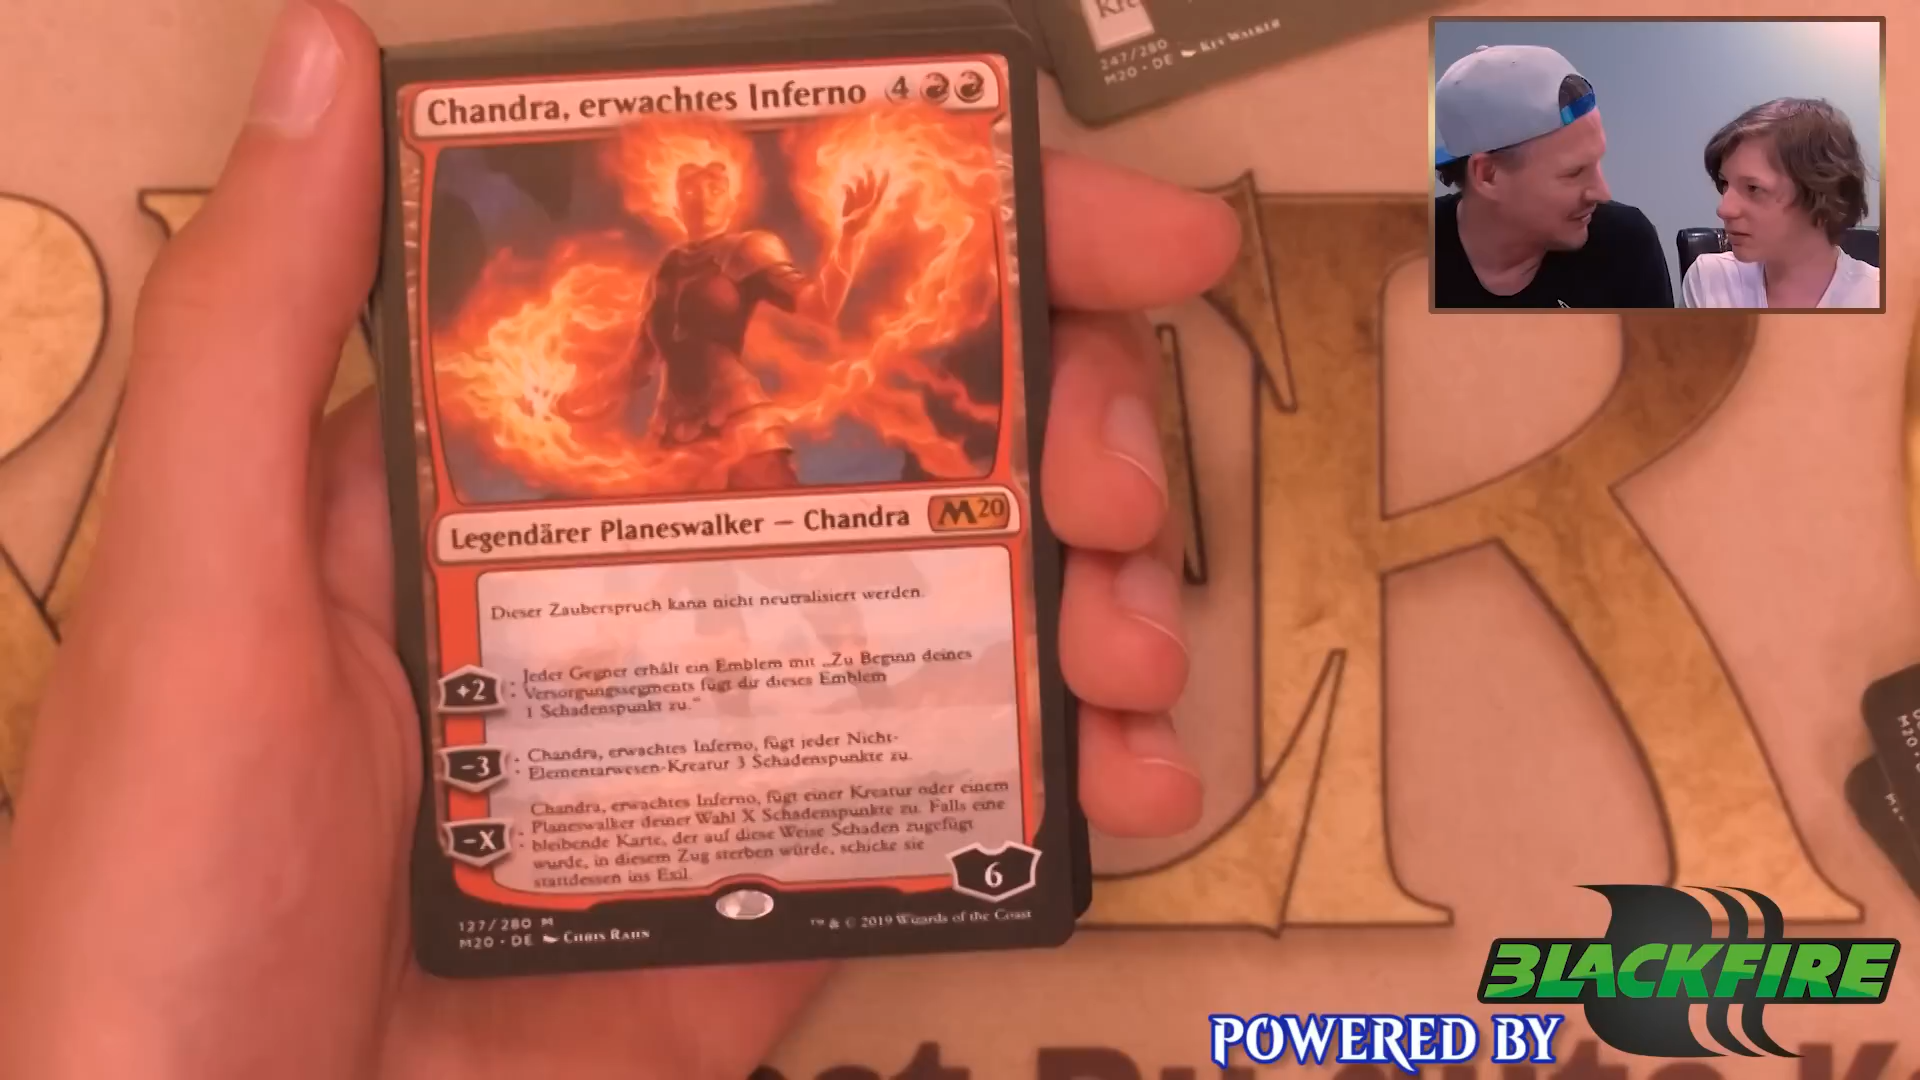 Chandra, erwachtes Inferno 4
Legendärer Planeswalker – Chandra M20
Dieser Zauberspruch kann nicht neutralisiert werden.
+2 : Jeder Gegner erhält ein Emblem mit „Zu Beginn deines
Versorgungssegments fügt dir dieses Emblem
1 Schadenspunkt zu.“
-3 : Chandra, erwachtes Inferno, fügt jeder Nicht-
Elementarwesen-Kreatur 3 Schadenspunkte zu.
-X : Chandra, erwachtes Inferno, fügt einer Kreatur oder einem
Planeswalker deiner Wahl X Schadenspunkte zu. Falls eine
bleibende Karte, der auf diese Weise Schaden zugefügt
wurde, in diesem Zug sterben würde, schicke sie
stattdessen ins Exil.
6
127/280 M
M20 • DE Chris Rahn
™ & © 2019 Wizards of the Coast
247/280
M20 • DE Kev Walker
R
BLACKFIRE
POWERED BY